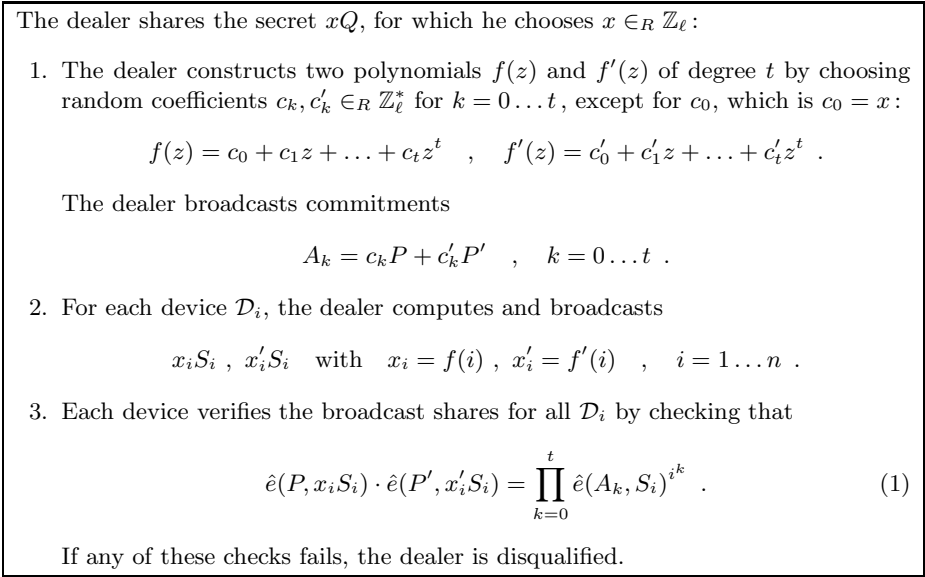 The dealer shares the secret xQ, for which he chooses x ∈_R ℤ_ℓ:
1. The dealer constructs two polynomials f(z) and f′(z) of degree t by choosing
random coefficients c_k, c′_k ∈_R ℤ*_ℓ for k = 0 … t, except for c_0, which is c_0 = x:
f(z) = c_0 + c_1z + … + c_tz^t , f′(z) = c′_0 + c′_1z + … + c′_tz^t .
The dealer broadcasts commitments
A_k = c_kP + c′_kP′ , k = 0 … t .
2. For each device 𝒟_i, the dealer computes and broadcasts
x_iS_i , x′_iS_i with x_i = f(i) , x′_i = f′(i) , i = 1 … n .
3. Each device verifies the broadcast shares for all 𝒟_i by checking that
ê(P, x_iS_i) · ê(P′, x′_iS_i) = ∏_{k=0}^{t} ê(A_k, S_i)^{i^k} . (1)
If any of these checks fails, the dealer is disqualified.